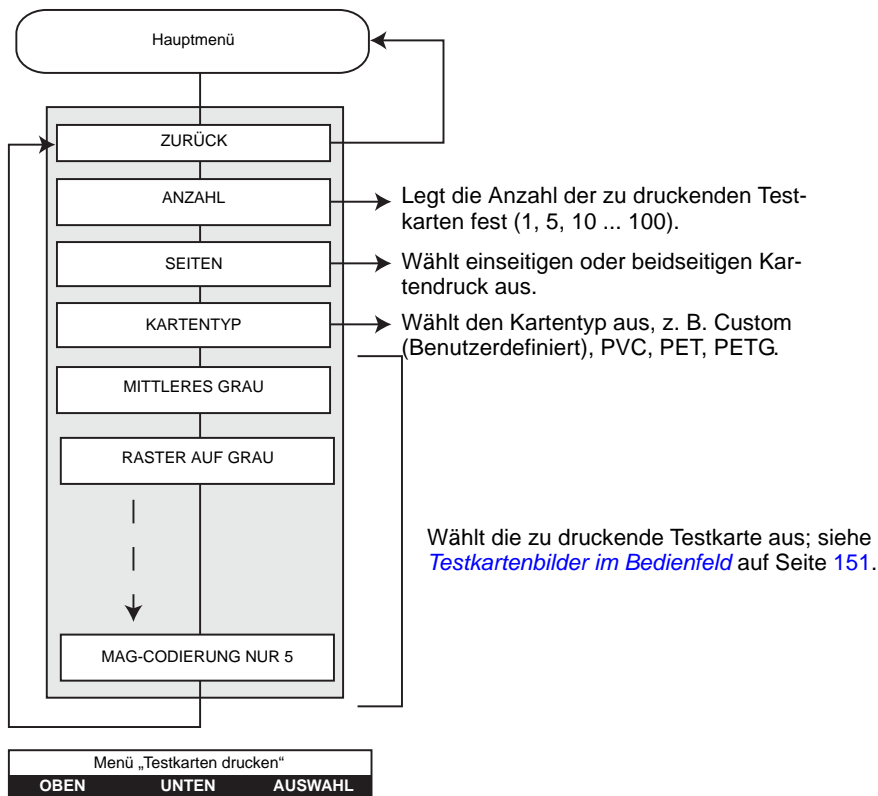 Hauptmenü
ZURÜCK
ANZAHL
Legt die Anzahl der zu druckenden Test-
karten fest (1, 5, 10 ... 100).
SEITEN
Wählt einseitigen oder beidseitigen Kar-
tendruck aus.
KARTENTYP
Wählt den Kartentyp aus, z. B. Custom
(Benutzerdefiniert), PVC, PET, PETG.
MITTLERES GRAU
RASTER AUF GRAU
Wählt die zu druckende Testkarte aus; siehe
Testkartenbilder im Bedienfeld auf Seite 151.
MAG-CODIERUNG NUR 5
Menü „Testkarten drucken“
OBEN UNTEN AUSWAHL